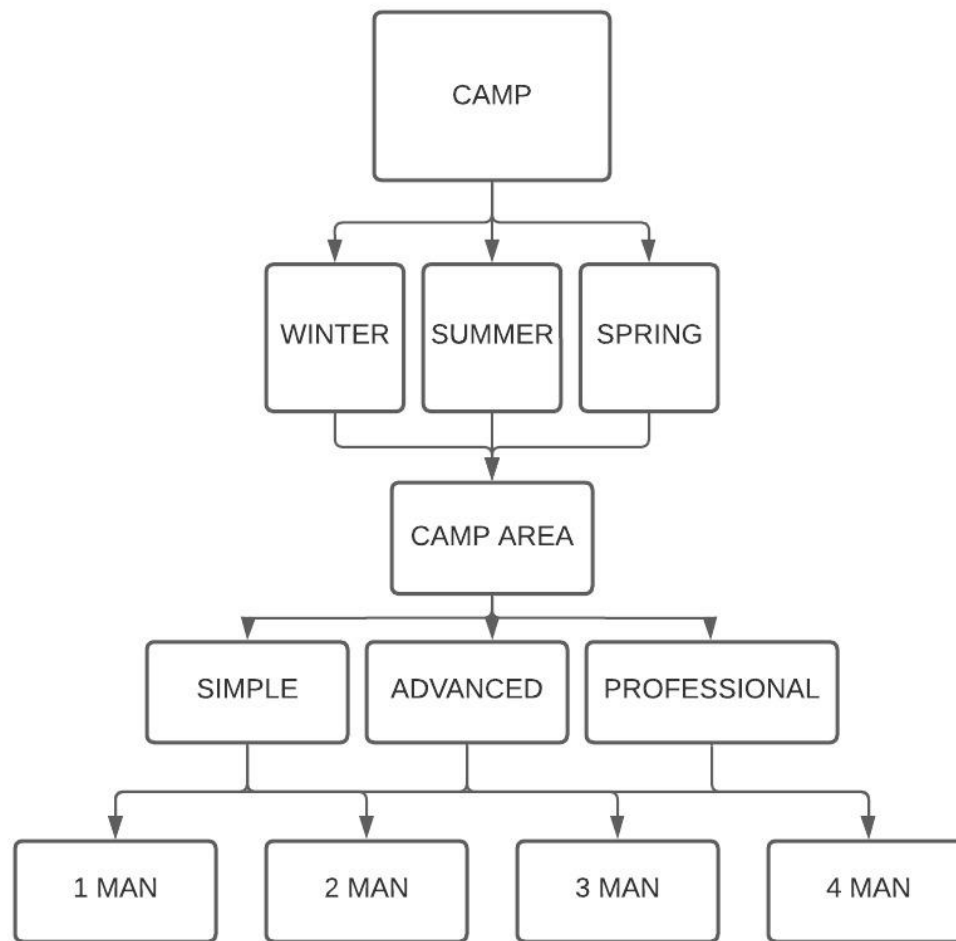 CAMP
WINTER
SUMMER
SPRING
CAMP AREA
SIMPLE
ADVANCED
PROFESSIONAL
1 MAN
2 MAN
3 MAN
4 MAN